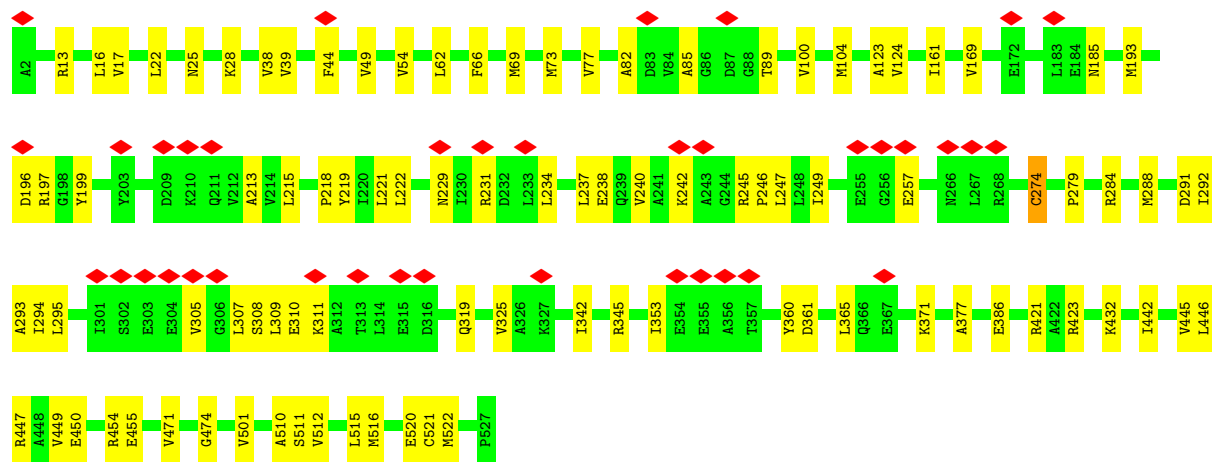 A2 R13 L16 V17 L22 N25 K28 V38 V39 F44 V49 V54 L62 F66 M69 M73 V77 A82 D83 V84 A85 G86 D87 G88 T89 V100 M104 A123 V124 I161 V169 E172 L183 E184 N185 M193
D196 R197 G198 Y199 Y203 D209 K210 Q211 V212 A213 V214 L215 P218 Y219 I220 L221 L222 N229 I230 R231 D232 L233 L234 L237 E238 Q239 V240 A241 K242 A243 G244 R245 P246 L247 L248 I249 E255 G256 E257 N266 L267 R268 C274 P279 R284 M288 D291 I292
A293 I294 L295 I301 S302 E303 E304 V305 G306 L307 S308 L309 E310 K311 A312 T313 L314 E315 D316 Q319 V325 A326 K327 I342 R345 I353 E354 E355 A356 T357 Y360 D361 L365 Q366 E367 K371 A377 E386 R421 A422 R423 K432 I442 V445 L446
R447 A448 V449 E450 R454 E455 V471 G474 V501 A510 S511 V512 L515 M516 E520 C521 M522 P527